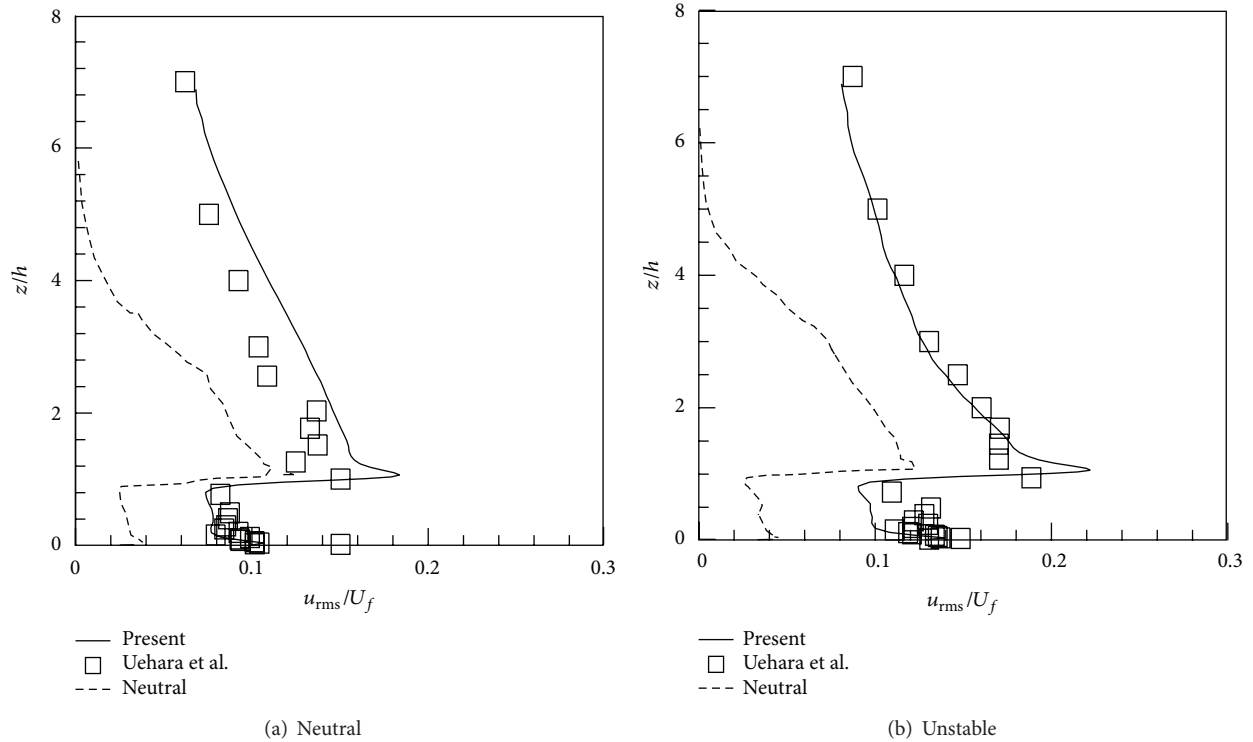 8
6
4
2
0
0
0.1
0.2
0.3
z/h
u_rms/U_f
Present
Uehara et al.
Neutral
(a) Neutral
8
6
4
2
0
0
0.1
0.2
0.3
z/h
u_rms/U_f
Present
Uehara et al.
Neutral
(b) Unstable